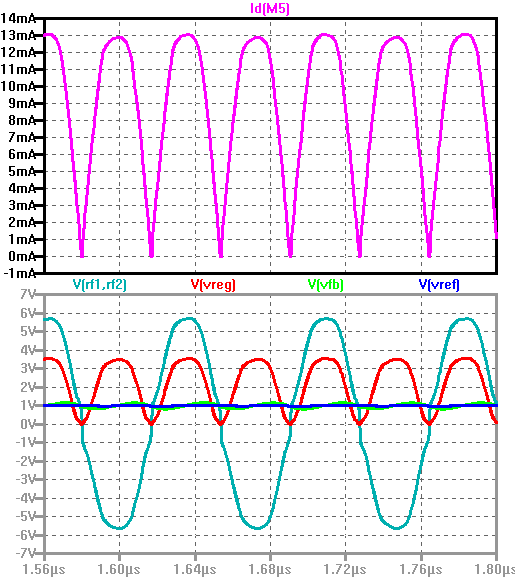 Id(M5)
14mA
13mA
12mA
11mA
10mA
9mA
8mA
7mA
6mA
5mA
4mA
3mA
2mA
1mA
0mA
-1mA
V(rf1,rf2) V(vreg) V(vfb) V(vref)
7V
6V
5V
4V
3V
2V
1V
0V
-1V
-2V
-3V
-4V
-5V
-6V
-7V
1.56µs 1.60µs 1.64µs 1.68µs 1.72µs 1.76µs 1.80µs